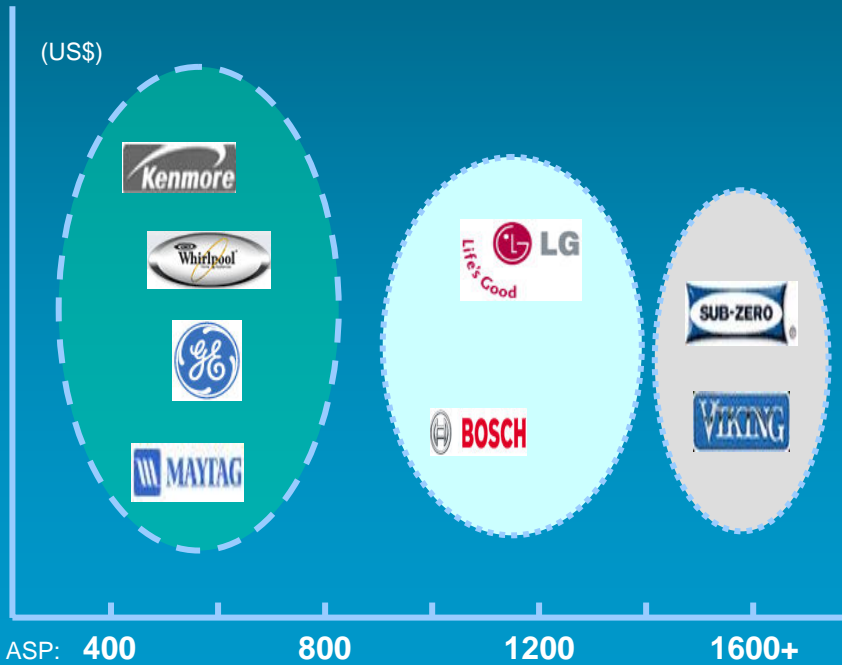 (US$)
Kenmore
Whirlpool
GE
MAYTAG
LG
Life's Good
BOSCH
SUB-ZERO
®
VIKING
ASP: 400 800 1200 1600+